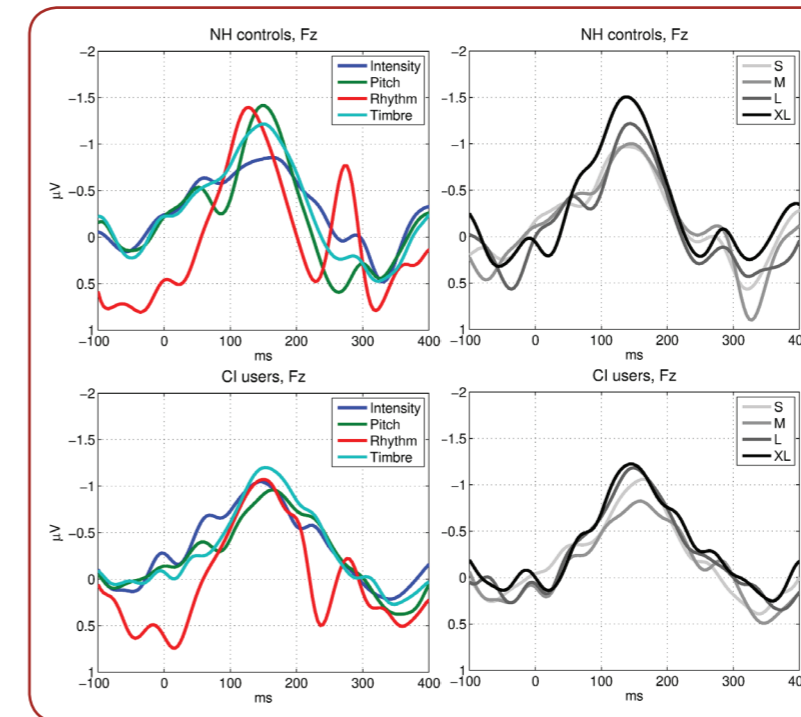 NH controls, Fz
−2
−1.5
−1
−0.5
0
0.5
1
μV
−100 0 100 200 300 400
ms
Intensity
Pitch
Rhythm
Timbre
NH controls, Fz
−2
−1.5
−1
−0.5
0
0.5
1
−100 0 100 200 300 400
ms
S
M
L
XL
CI users, Fz
−2
−1.5
−1
−0.5
0
0.5
1
μV
−100 0 100 200 300 400
ms
Intensity
Pitch
Rhythm
Timbre
CI users, Fz
−2
−1.5
−1
−0.5
0
0.5
1
−100 0 100 200 300 400
ms
S
M
L
XL